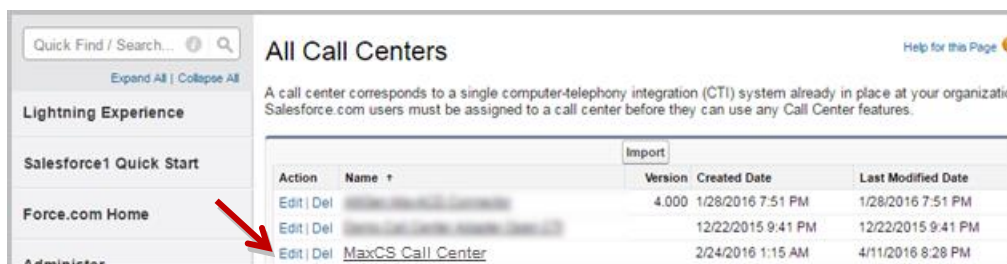 Quick Find / Search...
Expand All | Collapse All
Lightning Experience
Salesforce1 Quick Start
Force.com Home
Administer
All Call Centers
Help for this Page
A call center corresponds to a single computer-telephony integration (CTI) system already in place at your organizati
Salesforce.com users must be assigned to a call center before they can use any Call Center features.
Import
Action Name ↑ Version Created Date Last Modified Date
Edit | Del 4.000 1/28/2016 7:51 PM 1/28/2016 7:51 PM
Edit | Del 12/22/2015 9:41 PM 12/22/2015 9:41 PM
Edit | Del MaxCS Call Center 2/24/2016 1:15 AM 4/11/2016 8:28 PM